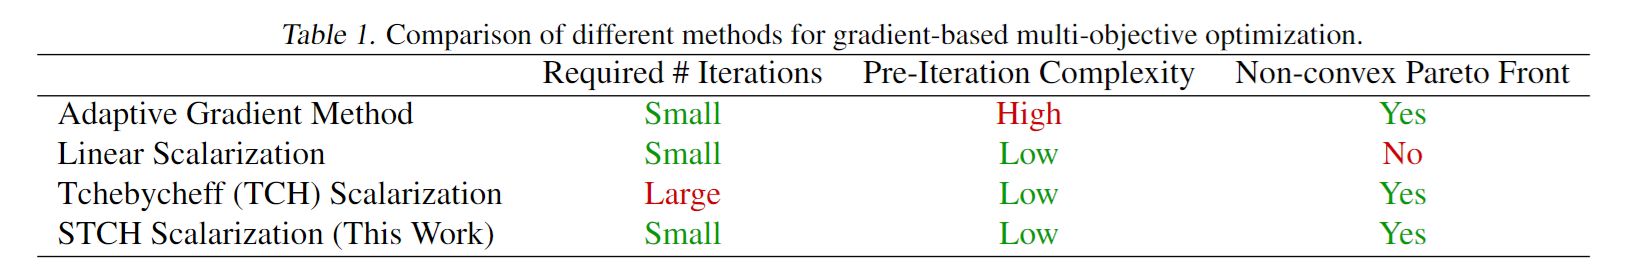 Table 1. Comparison of different methods for gradient-based multi-objective optimization.
Required # Iterations Pre-Iteration Complexity Non-convex Pareto Front
Adaptive Gradient Method Small High Yes
Linear Scalarization Small Low No
Tchebycheff (TCH) Scalarization Large Low Yes
STCH Scalarization (This Work) Small Low Yes